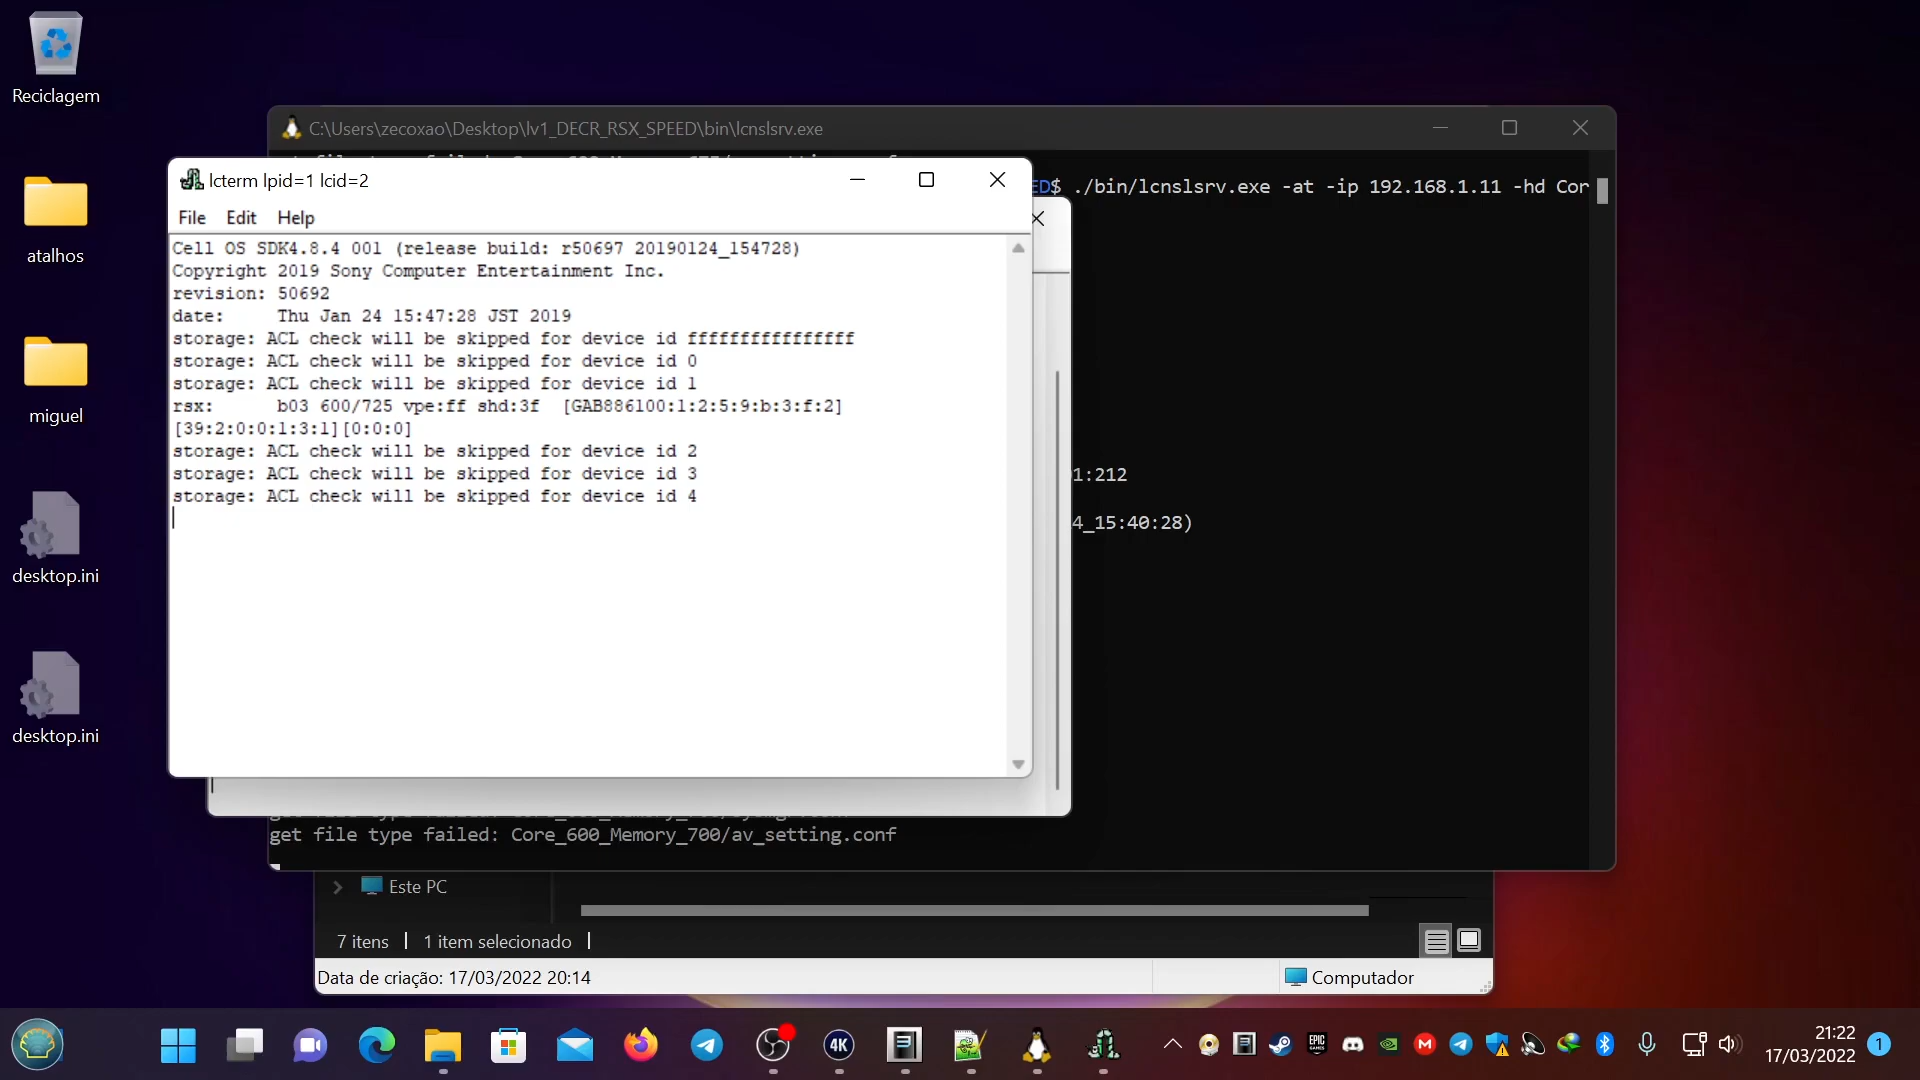 Reciclagem
atalhos
miguel
desktop.ini
desktop.ini
C:\Users\zecoxao\Desktop\lv1_DECR_RSX_SPEED\bin\lcnslsrv.exe
ED$ ./bin/lcnslsrv.exe -at -ip 192.168.1.11 -hd Cor
lcterm lpid=1 lcid=2
File Edit Help
Cell OS SDK4.8.4 001 (release build: r50697 20190124_154728)
Copyright 2019 Sony Computer Entertainment Inc.
revision: 50692
date: Thu Jan 24 15:47:28 JST 2019
storage: ACL check will be skipped for device id ffffffffffffffff
storage: ACL check will be skipped for device id 0
storage: ACL check will be skipped for device id 1
rsx: b03 600/725 vpe:ff shd:3f [GAB886100:1:2:5:9:b:3:f:2]
[39:2:0:0:1:3:1][0:0:0]
storage: ACL check will be skipped for device id 2
storage: ACL check will be skipped for device id 3
storage: ACL check will be skipped for device id 4
1:212
4_15:40:28)
get file type failed: Core_600_Memory_700/av_setting.conf
Este PC
7 itens 1 item selecionado
Data de criação: 17/03/2022 20:14
Computador
4K
EPIC GAMES
M
21:22
17/03/2022
1